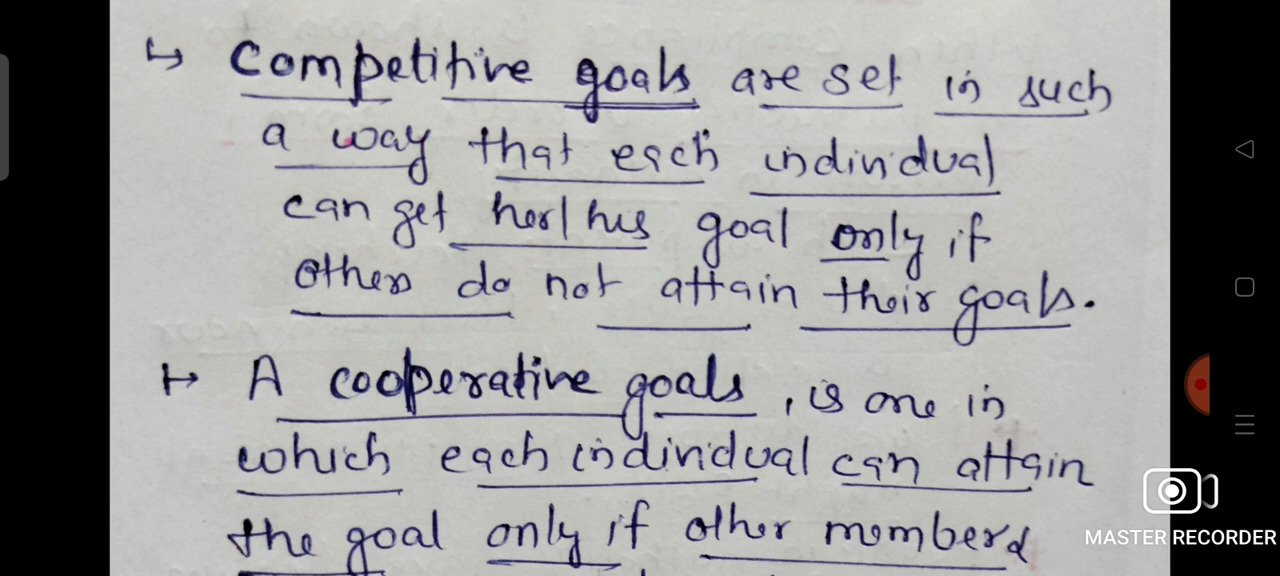 ↳ Competitive goals are set in such
a way that each individual
can get her/his goal only if
others do not attain their goals.
↳ A cooperative goals, is one in
which each individual can attain
the goal only if other members
MASTER RECORDER